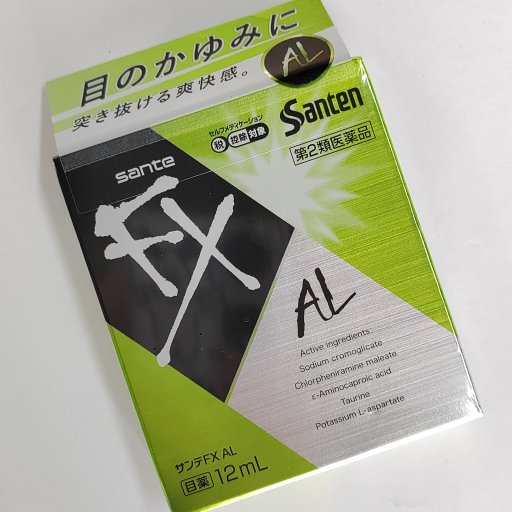 目のかゆみに
突き抜ける爽快感。
AL
Santen
セルフメディケーション
税 控除 対象
第2類医薬品
sante
FX
AL
Active ingredients:
Sodium cromoglicate
Chlorpheniramine maleate
ε-Aminocaproic acid
Taurine
Potassium L-aspartate
サンテFX AL
目薬 12mL